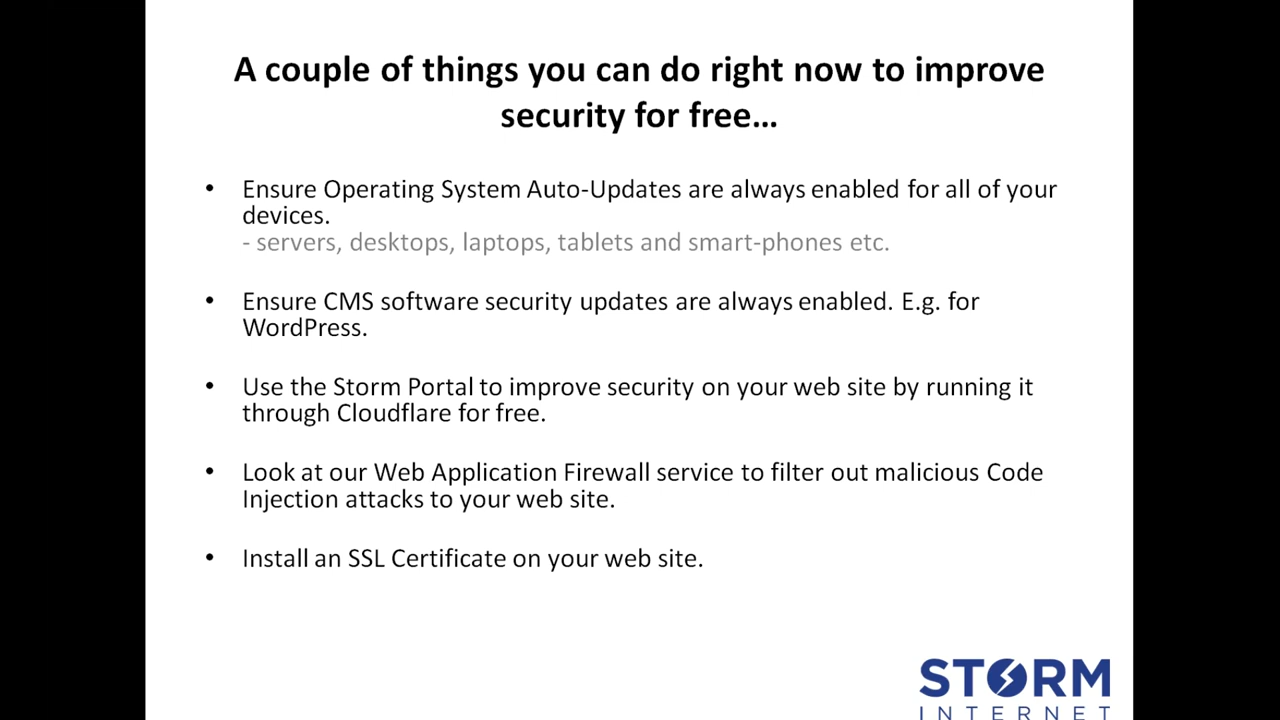 A couple of things you can do right now to improve
security for free…
• Ensure Operating System Auto-Updates are always enabled for all of your
devices.
- servers, desktops, laptops, tablets and smart-phones etc.
• Ensure CMS software security updates are always enabled. E.g. for
WordPress.
• Use the Storm Portal to improve security on your web site by running it
through Cloudflare for free.
• Look at our Web Application Firewall service to filter out malicious Code
Injection attacks to your web site.
• Install an SSL Certificate on your web site.
STORM
INTERNET